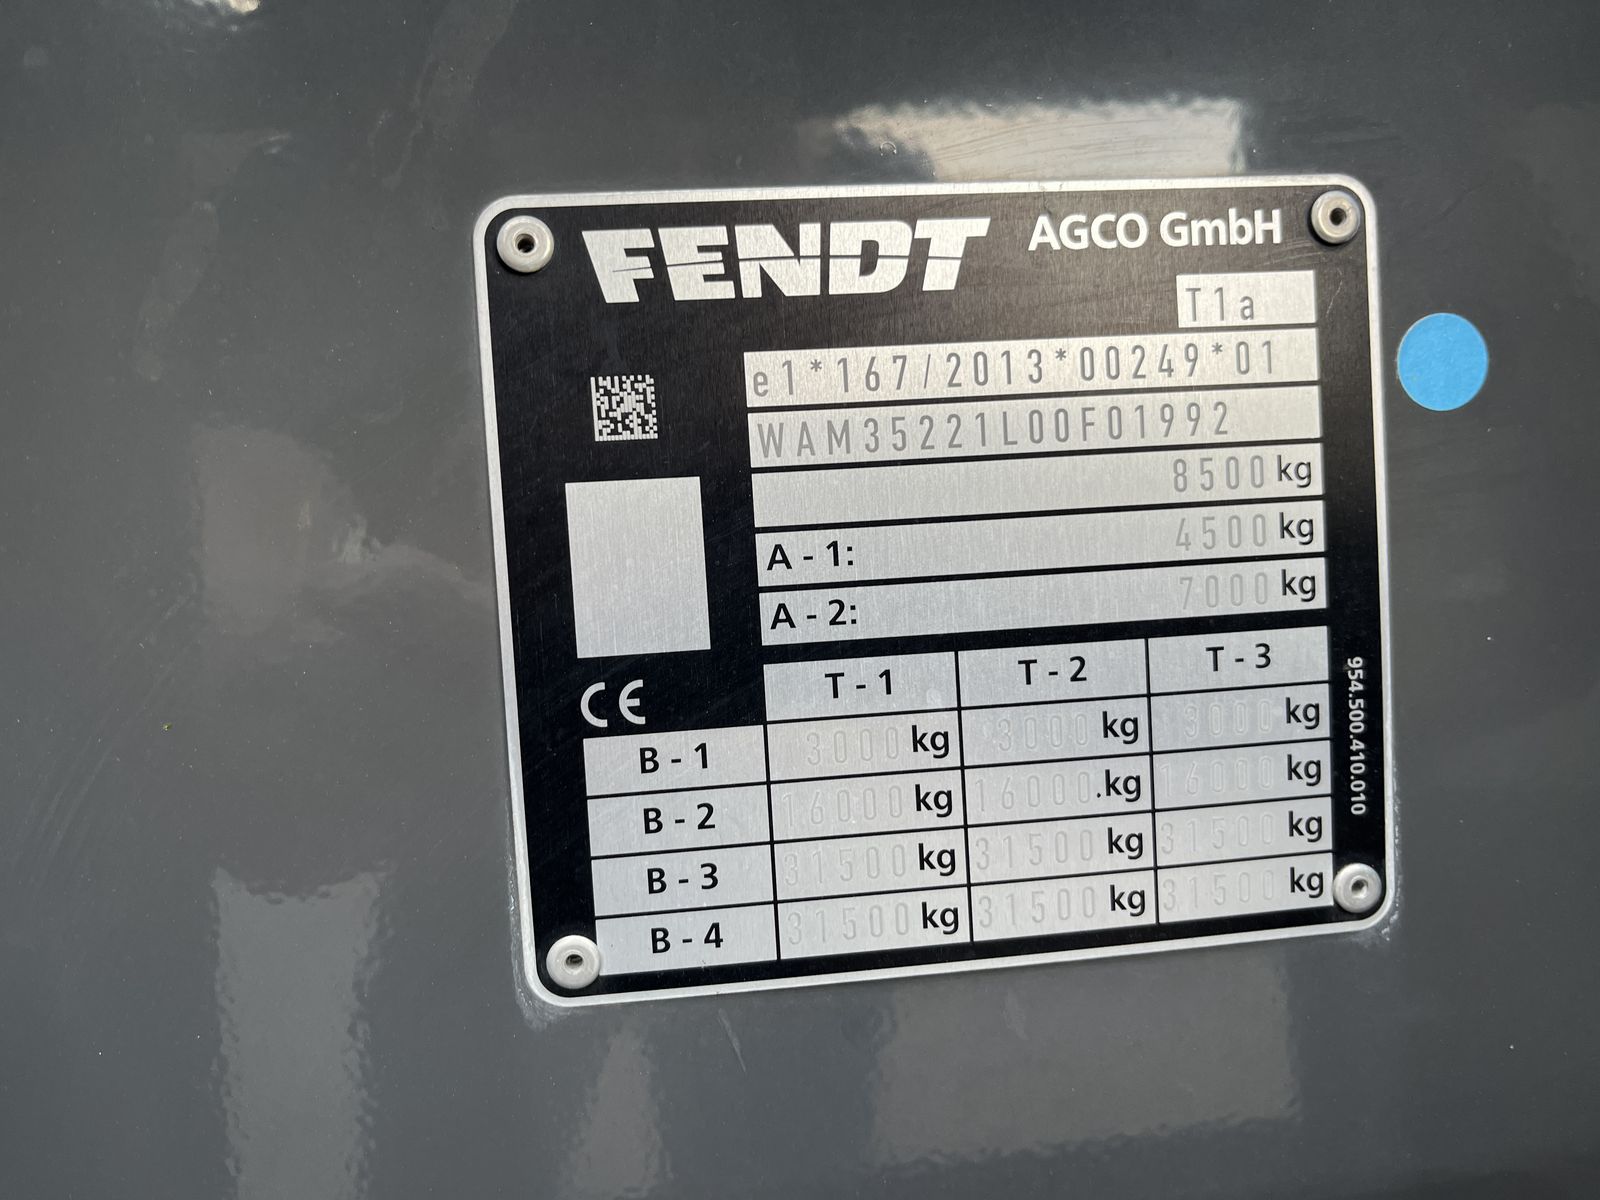 FENDT AGCO GmbH
T1a
e1*167/2013*00249*01
WAM35221L00F01992
8500 kg
A - 1: 4500 kg
A - 2: 7000 kg
T - 1 T - 2 T - 3
CE
B - 1 3000 kg 3000 kg 3000 kg
B - 2 16000 kg 16000 .kg 16000 kg
B - 3 31500 kg 31500 kg 31500 kg
B - 4 31500 kg 31500 kg 31500 kg
954.500.410.010